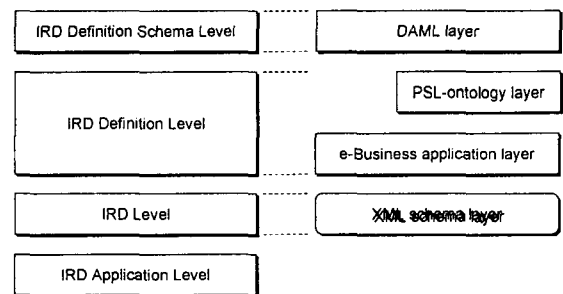 IRD Definition Schema Level
DAML layer
PSL-ontology layer
IRD Definition Level
e-Business application layer
IRD Level
XML schema layer
IRD Application Level